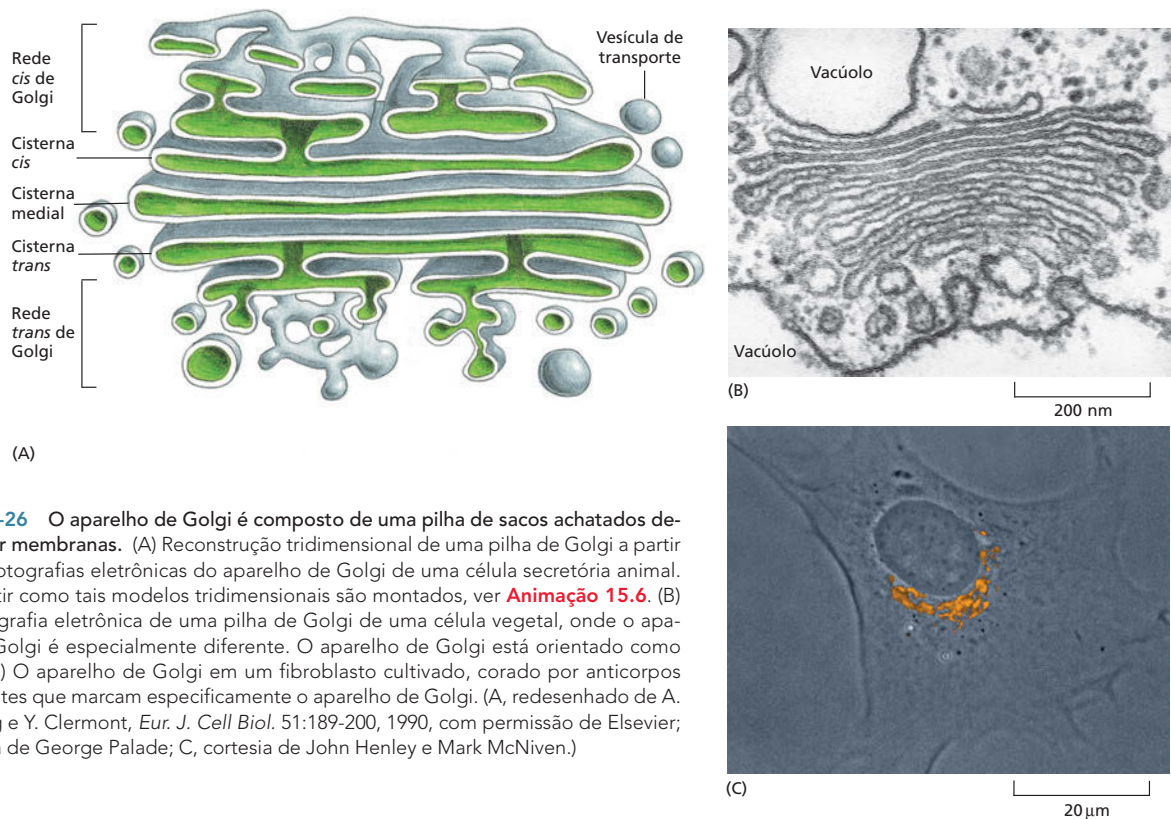 Rede
cis de
Golgi
Cisterna
cis
Cisterna
medial
Cisterna
trans
Rede
trans de
Golgi
Vesícula de
transporte
(A)
Vacúolo
Vacúolo
(B)
200 nm
(C)
20 µm
-26 O aparelho de Golgi é composto de uma pilha de sacos achatados de-
r membranas. (A) Reconstrução tridimensional de uma pilha de Golgi a partir
otografias eletrônicas do aparelho de Golgi de uma célula secretória animal.
tir como tais modelos tridimensionais são montados, ver Animação 15.6. (B)
grafia eletrônica de uma pilha de Golgi de uma célula vegetal, onde o apa-
Golgi é especialmente diferente. O aparelho de Golgi está orientado como
) O aparelho de Golgi em um fibroblasto cultivado, corado por anticorpos
tes que marcam especificamente o aparelho de Golgi. (A, redesenhado de A.
g e Y. Clermont, Eur. J. Cell Biol. 51:189-200, 1990, com permissão de Elsevier;
a de George Palade; C, cortesia de John Henley e Mark McNiven.)